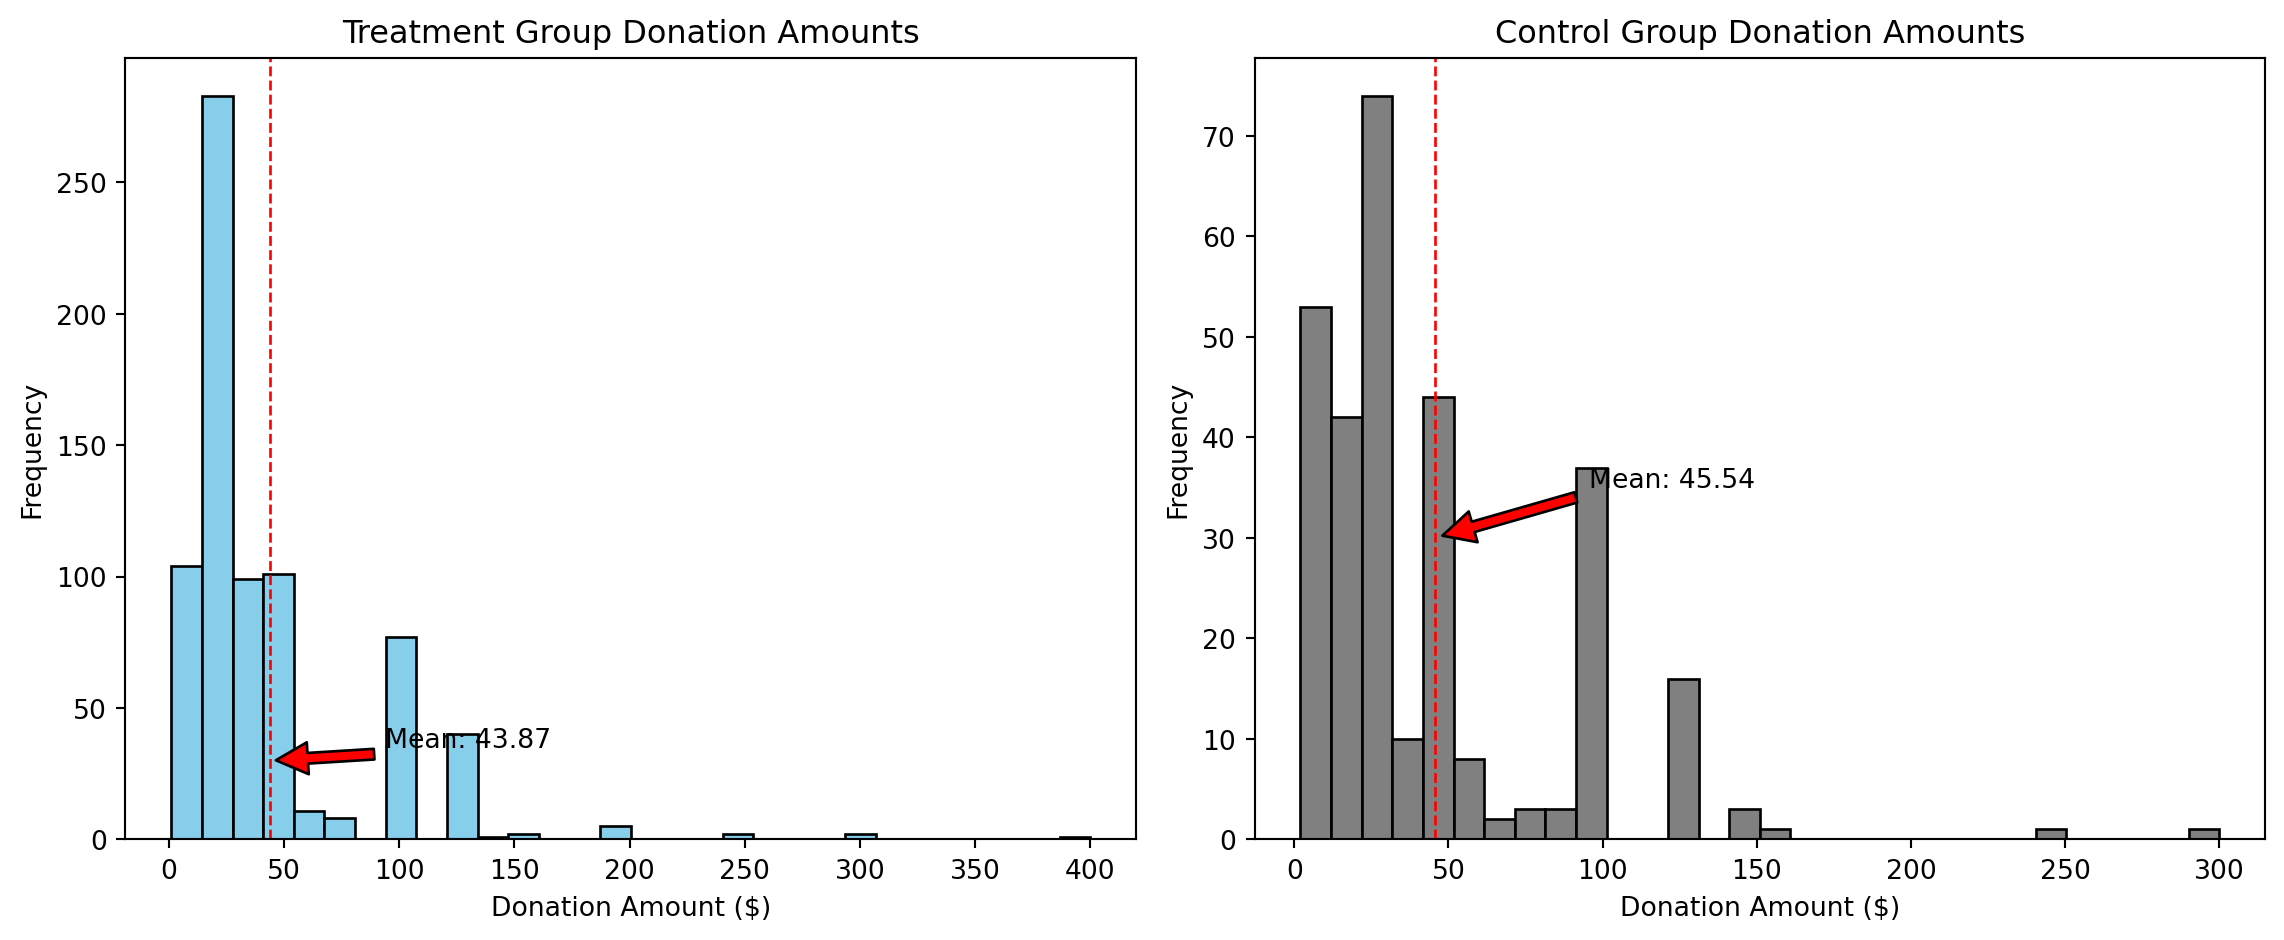 Treatment Group Donation Amounts
Frequency
250
200
150
100
50
0
Mean: 43.87
0 50 100 150 200 250 300 350 400
Donation Amount ($)
Control Group Donation Amounts
Frequency
70
60
50
40
30
20
10
0
Mean: 45.54
0 50 100 150 200 250 300
Donation Amount ($)